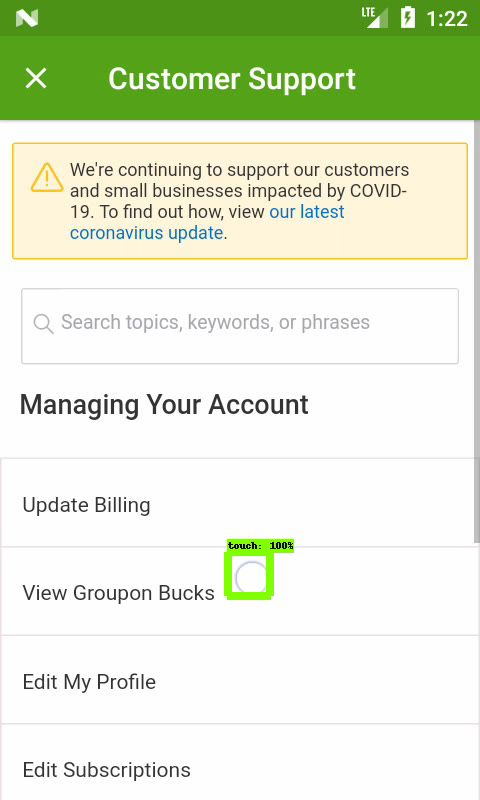 LTE 1:22
Customer Support
We're continuing to support our customers
and small businesses impacted by COVID-
19. To find out how, view our latest
coronavirus update.
Search topics, keywords, or phrases
Managing Your Account
Update Billing
touch: 100%
View Groupon Bucks
Edit My Profile
Edit Subscriptions